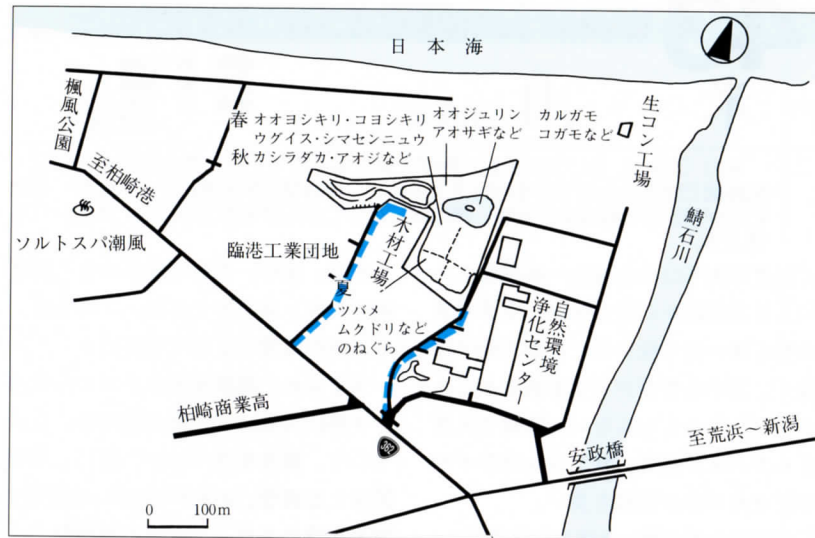 日本海
楓風公園
春 オオヨシキリ・コヨシキリ
ウグイス・シマセンニュウ
秋 カシラダカ・アオジなど
オオジュリン
アオサギなど
カルガモ
コガモなど
生コン工場
至柏崎港
鯖石川
ソルトスパ潮風
臨港工業団地
木材工場
夏
ツバメ
ムクドリなど
のねぐら
自然環境
浄化センター
柏崎商業高
352
安政橋
至荒浜〜新潟
0 100m